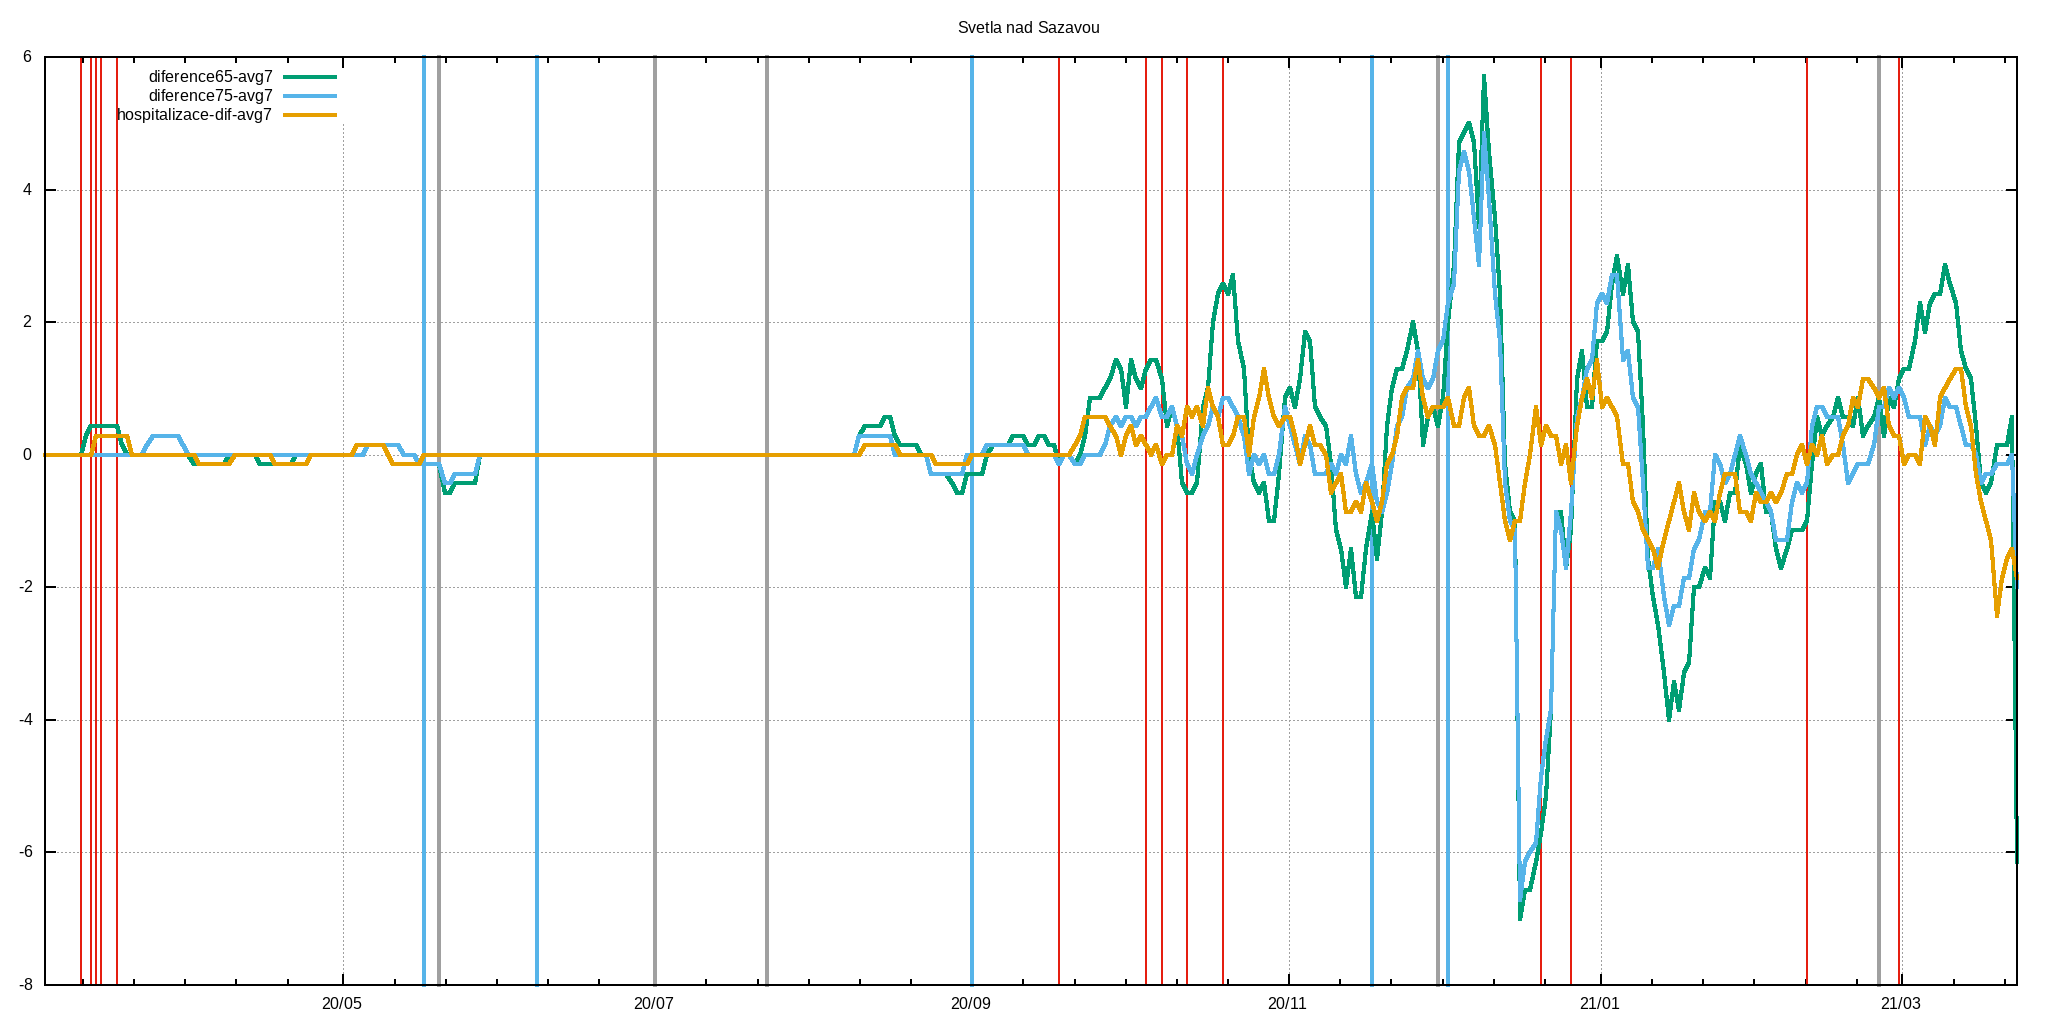 Svetla nad Sazavou
6
4
2
0
-2
-4
-6
-8
diference65-avg7
diference75-avg7
hospitalizace-dif-avg7
20/05 20/07 20/09 20/11 21/01 21/03